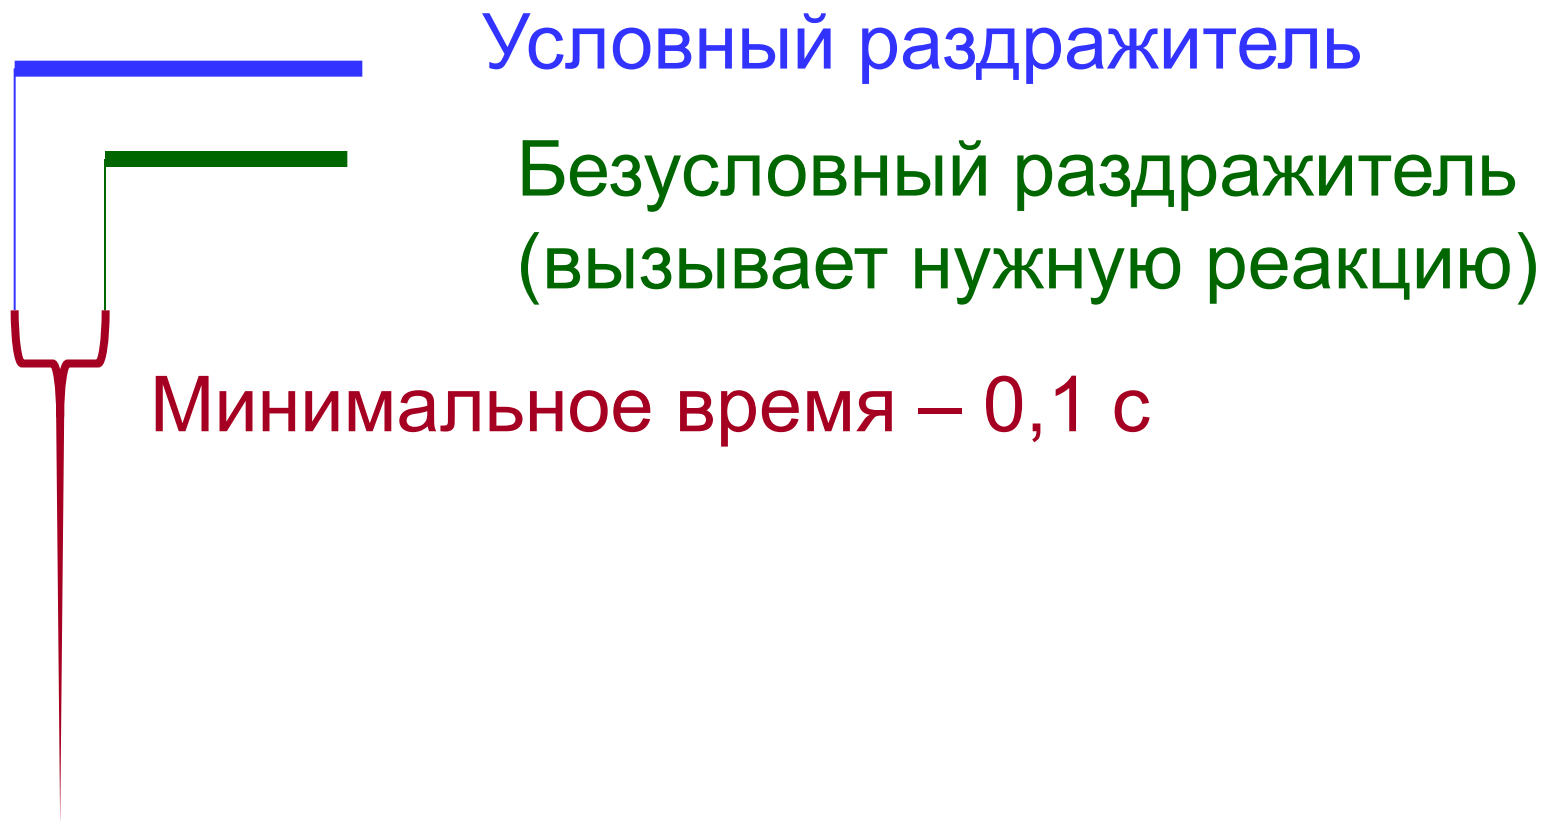 Условный раздражитель
Безусловный раздражитель
(вызывает нужную реакцию)
Минимальное время – 0,1 с